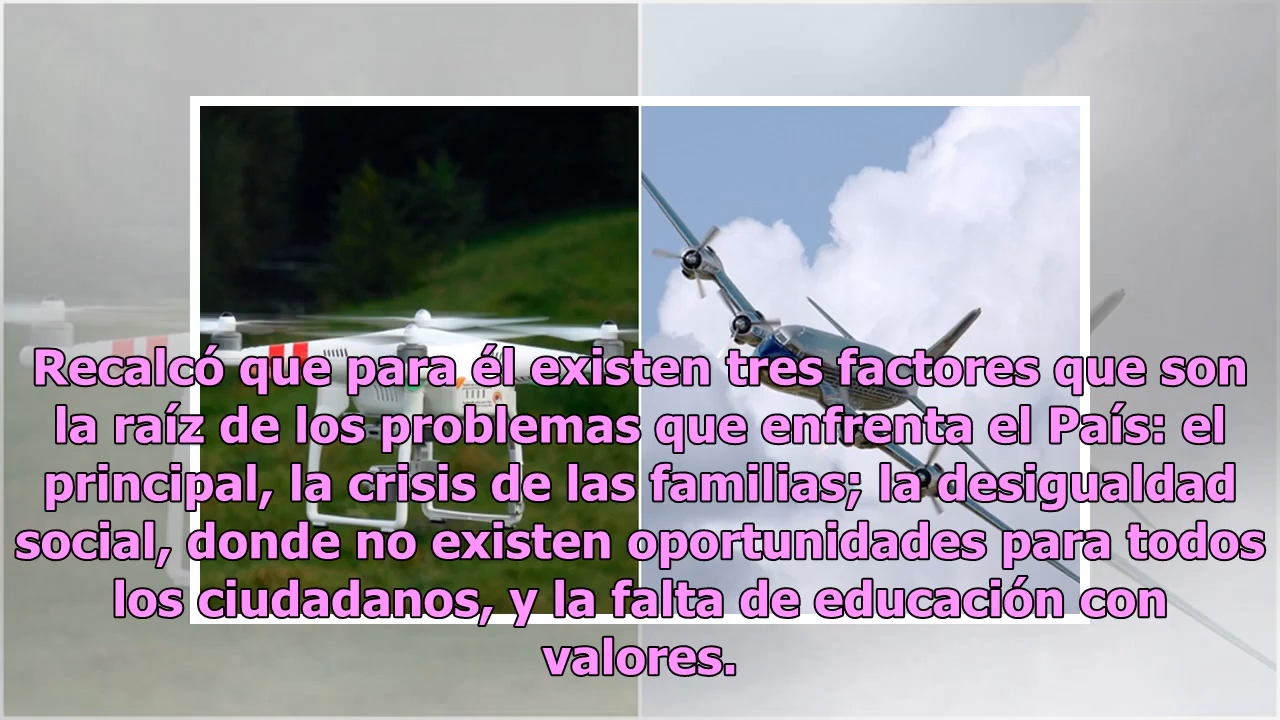 Recalcó que para él existen tres factores que son
la raíz de los problemas que enfrenta el País: el
principal, la crisis de las familias; la desigualdad
social, donde no existen oportunidades para todos
los ciudadanos, y la falta de educación con
valores.